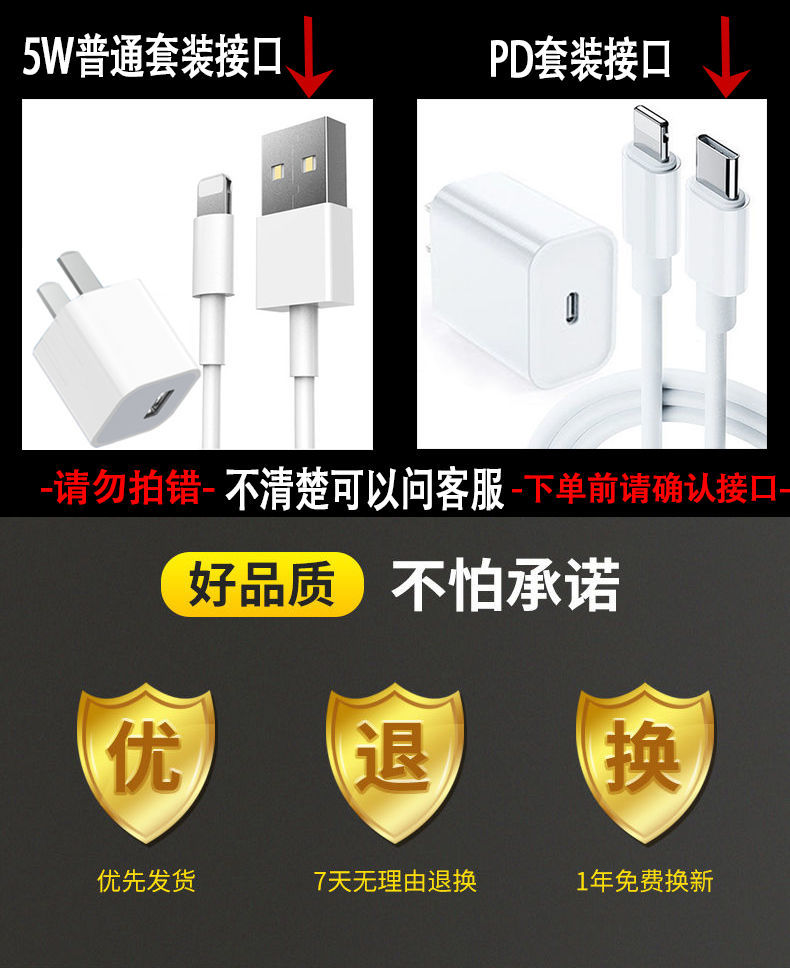 5W普通套装接口
PD套装接口
-请勿拍错- 不清楚可以问客服 -下单前请确认接口-
好品质 不怕承诺
优 退 换
优先发货 7天无理由退换 1年免费换新